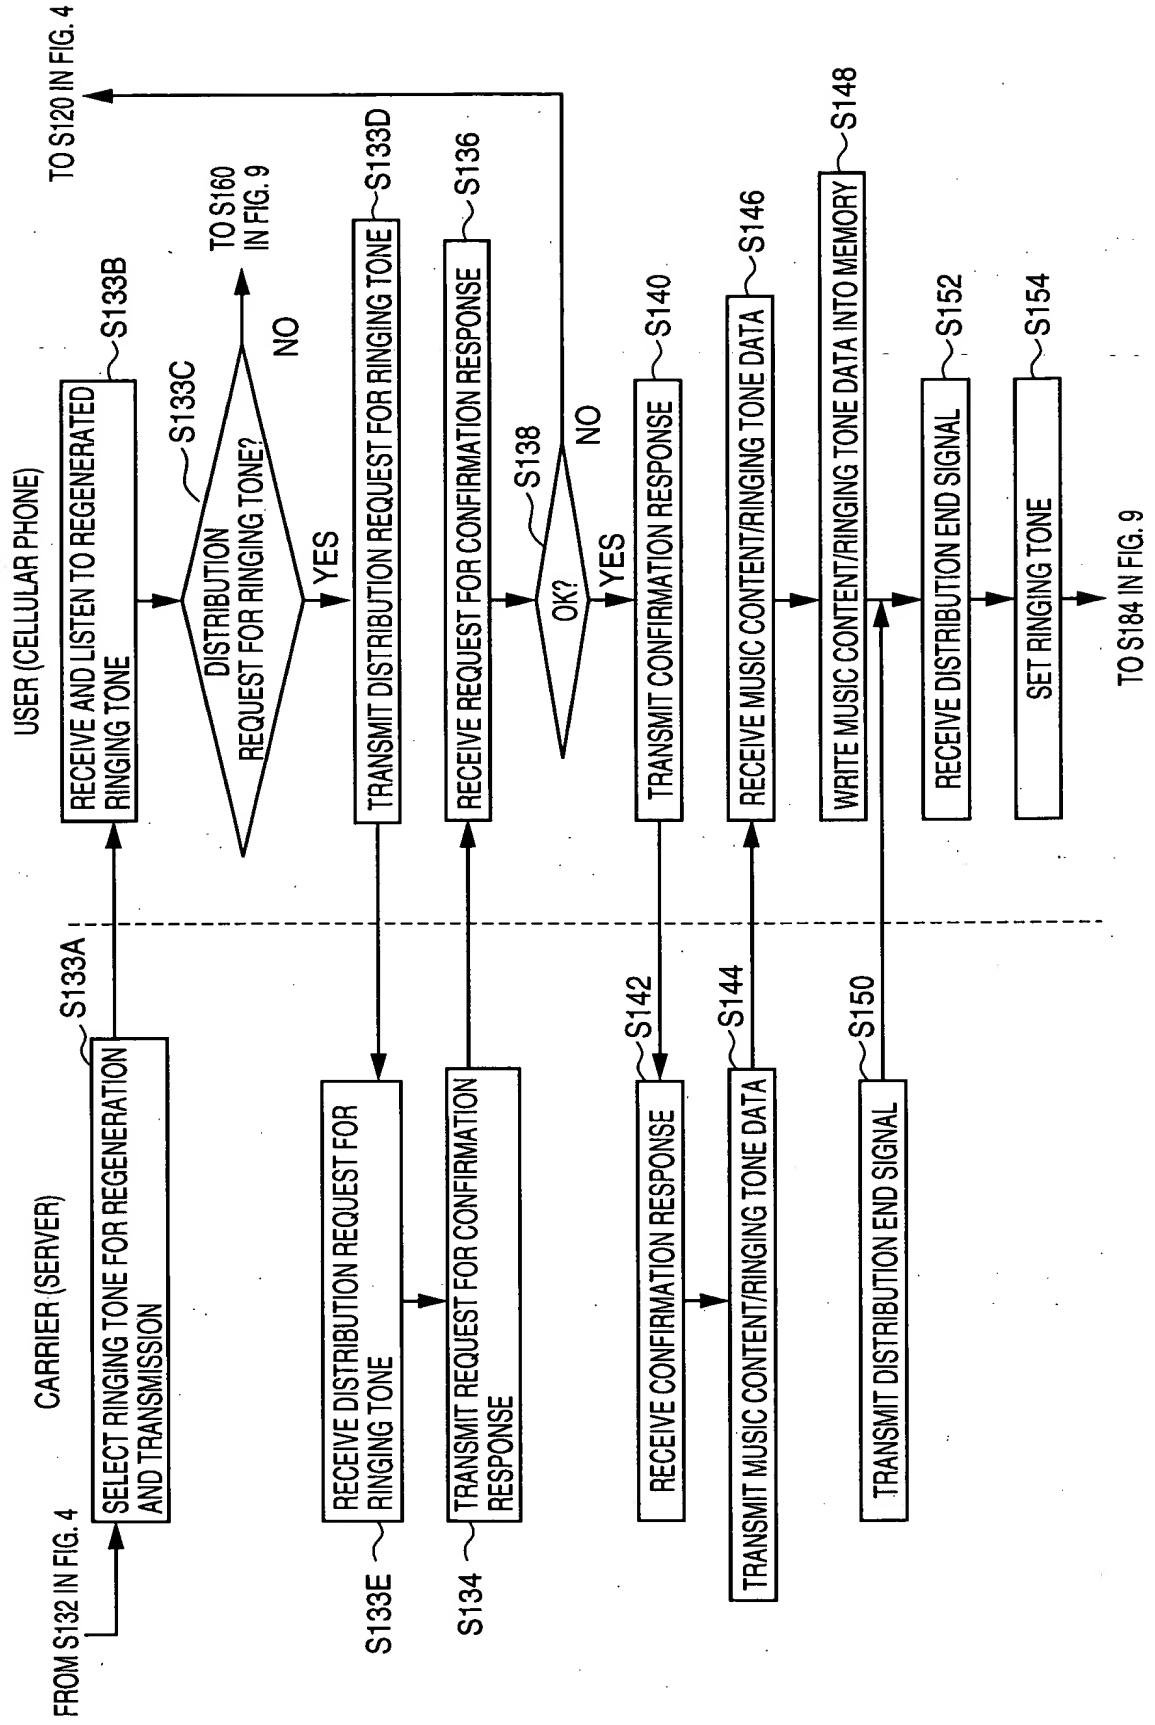 CARRIER (SERVER)
USER (CELLULAR PHONE)
FROM S132 IN FIG. 4
S133A
SELECT RINGING TONE FOR REGENERATION
AND TRANSMISSION
S133B
RECEIVE AND LISTEN TO REGENERATED
RINGING TONE
S133C
DISTRIBUTION
REQUEST FOR RINGING TONE?
NO
TO S160
IN FIG. 9
YES
TO S120 IN FIG. 4
S133D
TRANSMIT DISTRIBUTION REQUEST FOR RINGING TONE
S133E
RECEIVE DISTRIBUTION REQUEST FOR
RINGING TONE
S134
TRANSMIT REQUEST FOR CONFIRMATION
RESPONSE
S136
RECEIVE REQUEST FOR CONFIRMATION RESPONSE
S138
OK?
NO
YES
S140
TRANSMIT CONFIRMATION RESPONSE
S142
RECEIVE CONFIRMATION RESPONSE
S144
TRANSMIT MUSIC CONTENT/RINGING TONE DATA
S146
RECEIVE MUSIC CONTENT/RINGING TONE DATA
S148
WRITE MUSIC CONTENT/RINGING TONE DATA INTO MEMORY
S150
TRANSMIT DISTRIBUTION END SIGNAL
S152
RECEIVE DISTRIBUTION END SIGNAL
S154
SET RINGING TONE
TO S184 IN FIG. 9